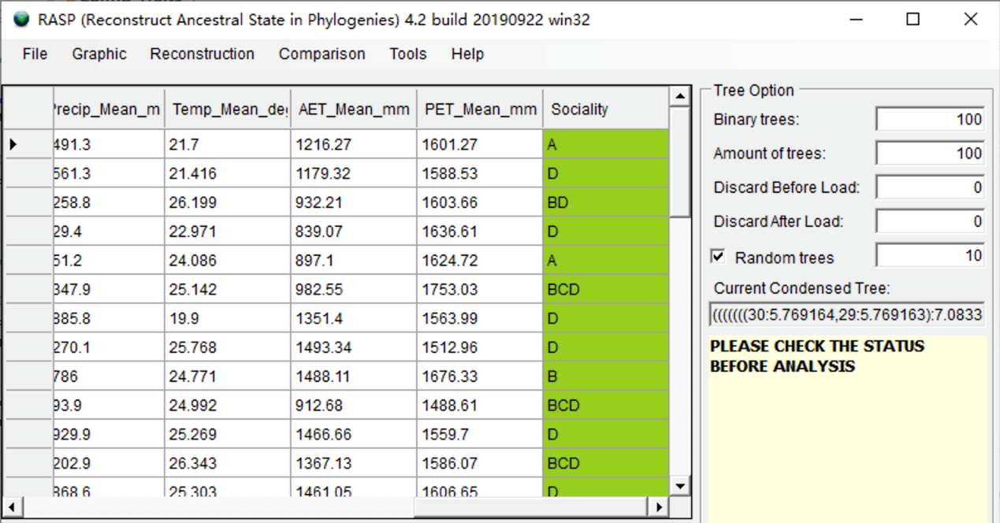 RASP (Reconstruct Ancestral State in Phylogenies) 4.2 build 20190922 win32
File Graphic Reconstruction Comparison Tools Help
AET_Mean_mm PET_Mean_mm Sociality
491.3 21.7 1216.27 1601.27 A
561.3 21.416 1179.32 1588.53 D
258.8 26.199 932.21 1603.66 BD
29.4 22.971 839.07 1636.61 D
51.2 24.086 897.1 1624.72 A
347.9 25.142 982.55 1753.03 BCD
19.9 1351.4 1563.99 D
270.1 25.768 1493.34 1512.96 D
786 24.771 1488.11 1676.33 B
93.9 24.992 912.68 1488.61 BCD
929.9 25.269 1466.66 1559.7 D
202.9 26.343 1367.13 1586.07 BCD
25.303 1461.05 1606.65 D
Tree Option
Binary trees: 100
Amount of trees: 100
Discard Before Load: 0
Discard After Load: 0
Random trees 10
Current Condensed Tree:
(((((((30:5.769164,29:5.769163):7.0833
PLEASE CHECK THE STATUS
BEFORE ANALYSIS